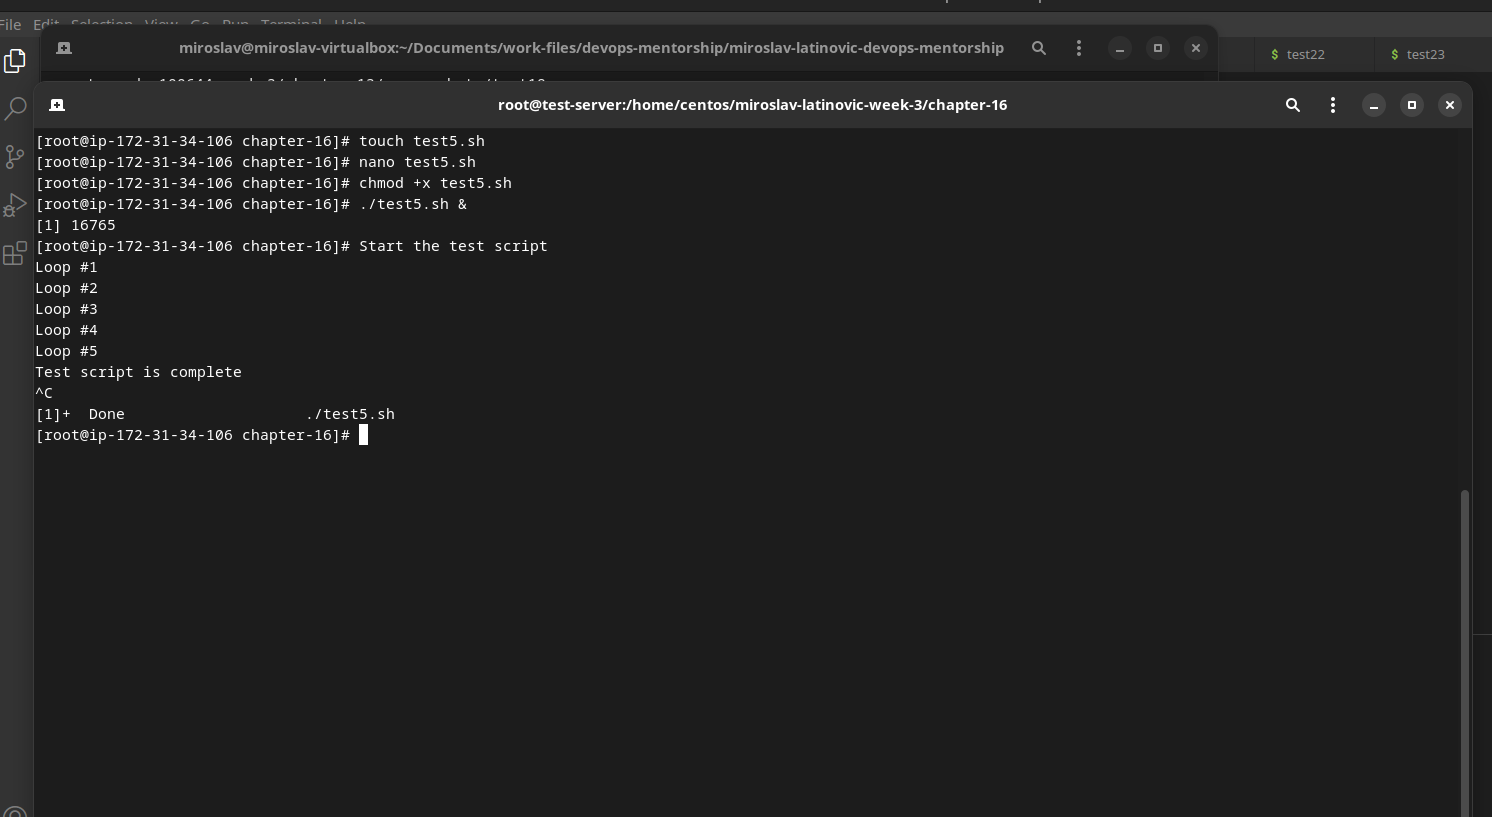 File Edit Selection View Go Run Terminal Help
miroslav@miroslav-virtualbox:~/Documents/work-files/devops-mentorship/miroslav-latinovic-devops-mentorship
$ test22
$ test23
root@test-server:/home/centos/miroslav-latinovic-week-3/chapter-16
[root@ip-172-31-34-106 chapter-16]# touch test5.sh
[root@ip-172-31-34-106 chapter-16]# nano test5.sh
[root@ip-172-31-34-106 chapter-16]# chmod +x test5.sh
[root@ip-172-31-34-106 chapter-16]# ./test5.sh &
[1] 16765
[root@ip-172-31-34-106 chapter-16]# Start the test script
Loop #1
Loop #2
Loop #3
Loop #4
Loop #5
Test script is complete
^C
[1]+  Done                    ./test5.sh
[root@ip-172-31-34-106 chapter-16]#